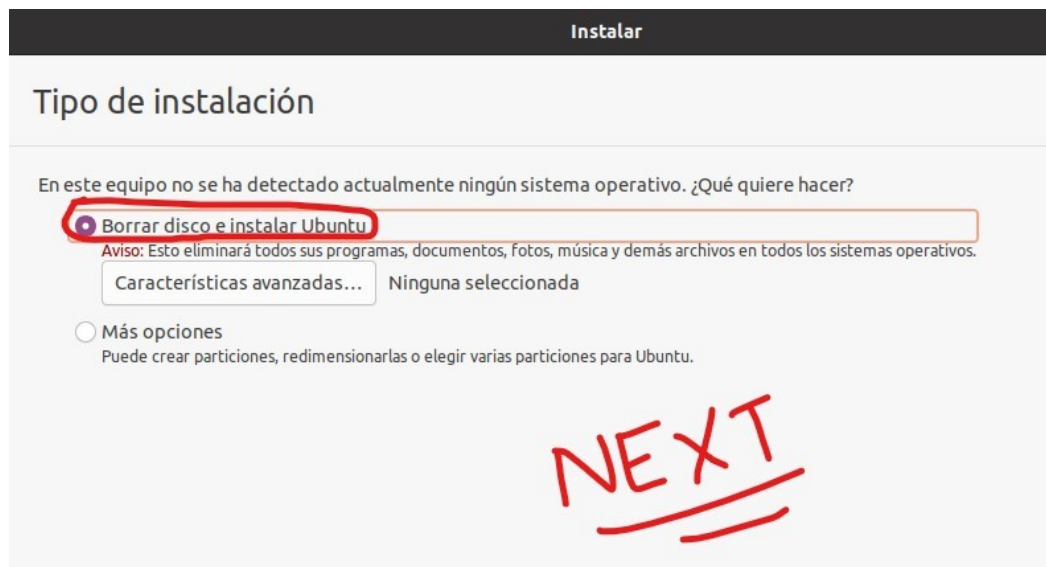 Instalar
Tipo de instalación
En este equipo no se ha detectado actualmente ningún sistema operativo. ¿Qué quiere hacer?
Borrar disco e instalar Ubuntu
Aviso: Esto eliminará todos sus programas, documentos, fotos, música y demás archivos en todos los sistemas operativos.
Características avanzadas... Ninguna seleccionada
Más opciones
Puede crear particiones, redimensionarlas o elegir varias particiones para Ubuntu.
NEXT